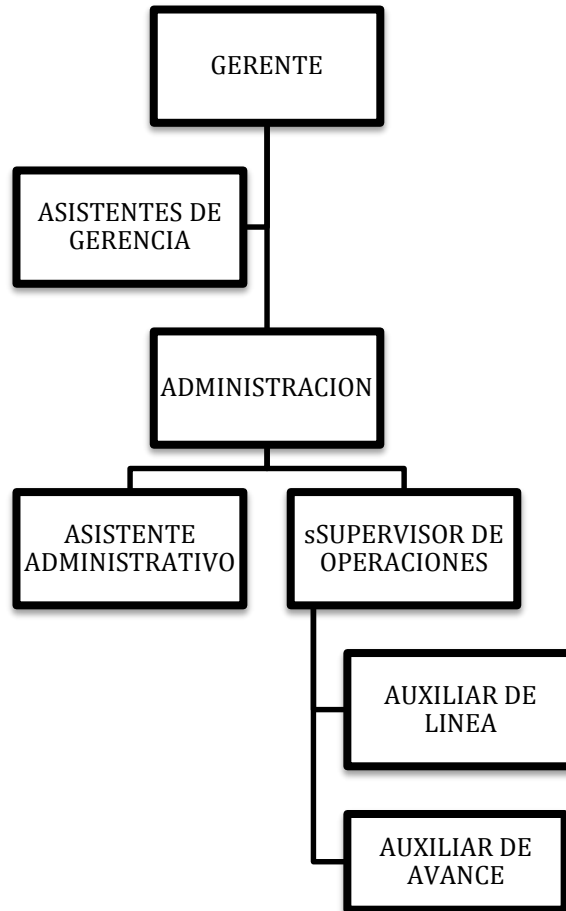 GERENTE
ASISTENTES DE
GERENCIA
ADMINISTRACION
ASISTENTE
ADMINISTRATIVO
sSUPERVISOR DE
OPERACIONES
AUXILIAR DE
LINEA
AUXILIAR DE
AVANCE